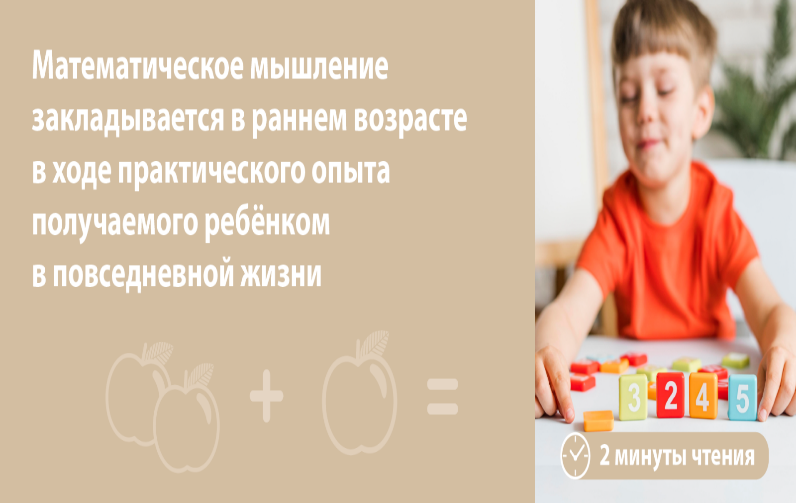 Математическое мышление
закладывается в раннем возрасте
в ходе практического опыта
получаемого ребёнком
в повседневной жизни
+ =
3 2 4 5
2 минуты чтения